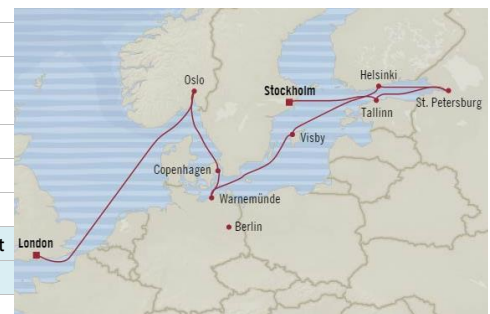 Oslo
Helsinki
Stockholm
St. Petersburg
Tallinn
Visby
Copenhagen
Warnemünde
Berlin
t
London